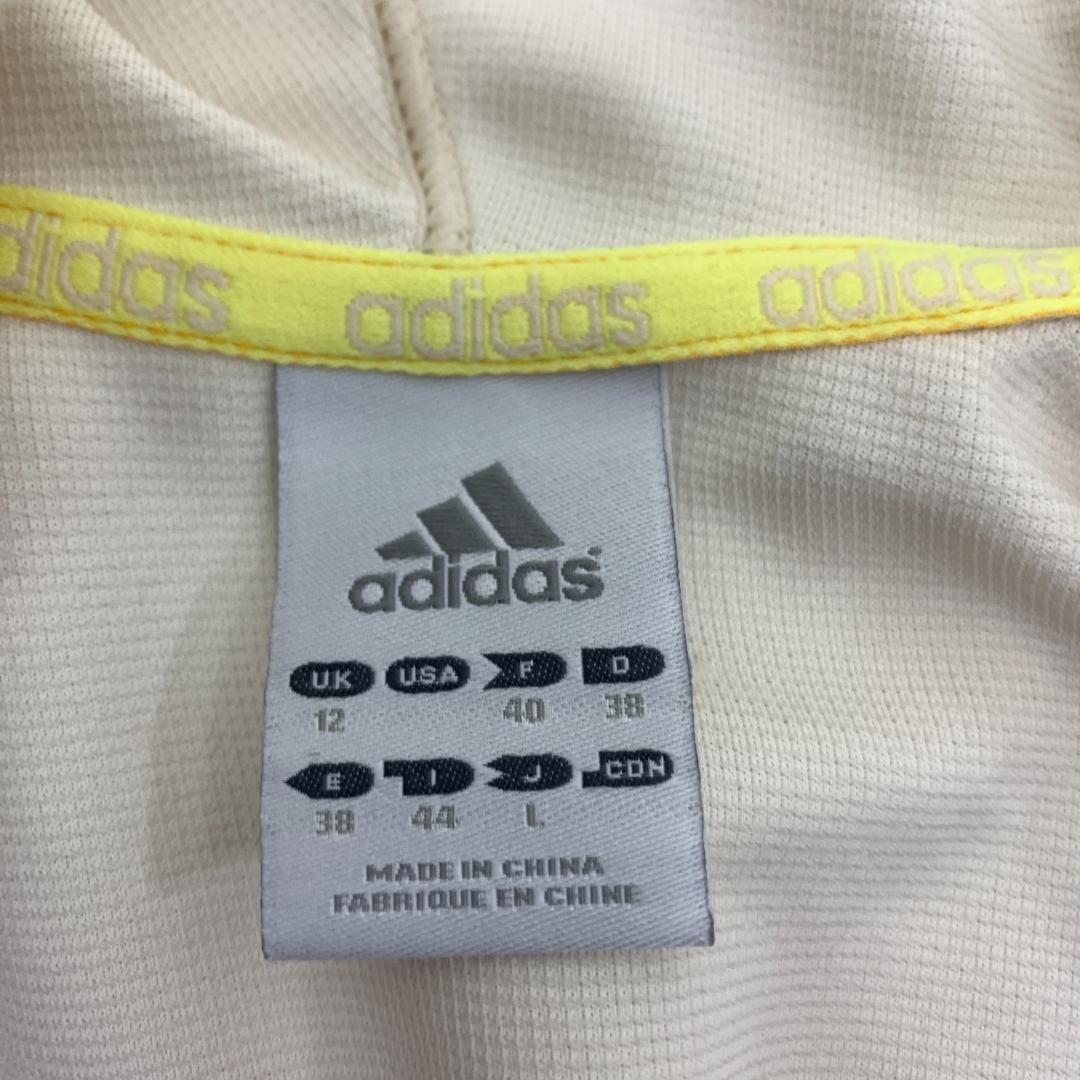 adidas adidas adidas
adidas
UK USA F D
12 40 38
E I J CDN
38 44 L
MADE IN CHINA
FABRIQUE EN CHINE